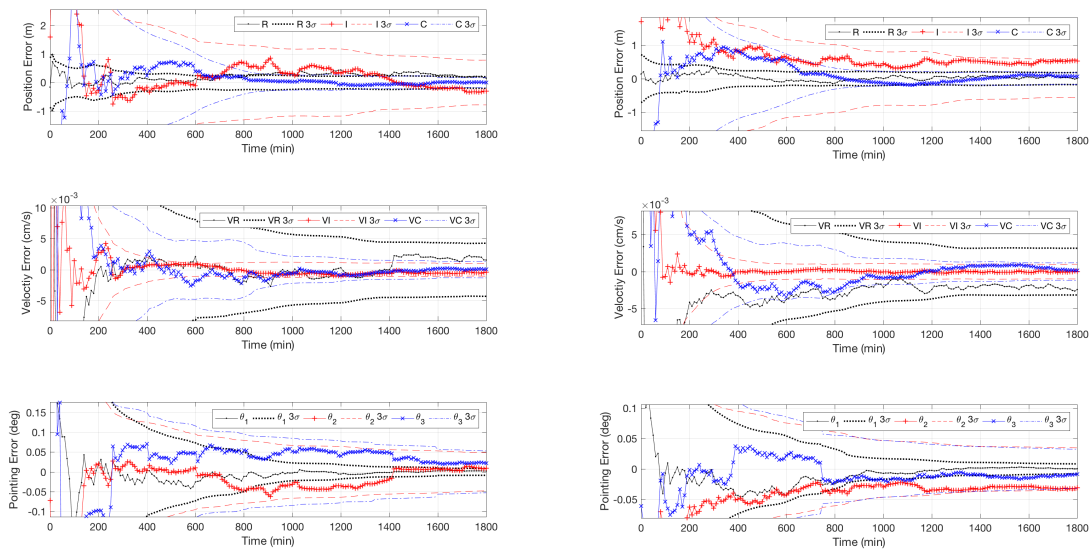 R R 3σ I I 3σ C C 3σ
Position Error (m)
2
1
0
-1
0 200 400 600 800 1000 1200 1400 1600 1800
Time (min)
R R 3σ I I 3σ C C 3σ
Position Error (m)
1
0
-1
0 200 400 600 800 1000 1200 1400 1600 1800
Time (min)
×10⁻³
VR VR 3σ VI VI 3σ VC VC 3σ
Velocity Error (cm/s)
10
5
0
-5
0 200 400 600 800 1000 1200 1400 1600 1800
Time (min)
×10⁻³
VR VR 3σ VI VI 3σ VC VC 3σ
Velocity Error (cm/s)
5
0
-5
0 200 400 600 800 1000 1200 1400 1600 1800
Time (min)
θ₁ θ₁ 3σ θ₂ θ₂ 3σ θ₃ θ₃ 3σ
Pointing Error (deg)
0.15
0.1
0.05
0
-0.05
-0.1
0 200 400 600 800 1000 1200 1400 1600 1800
Time (min)
θ₁ θ₁ 3σ θ₂ θ₂ 3σ θ₃ θ₃ 3σ
Pointing Error (deg)
0.1
0.05
0
-0.05
0 200 400 600 800 1000 1200 1400 1600 1800
Time (min)